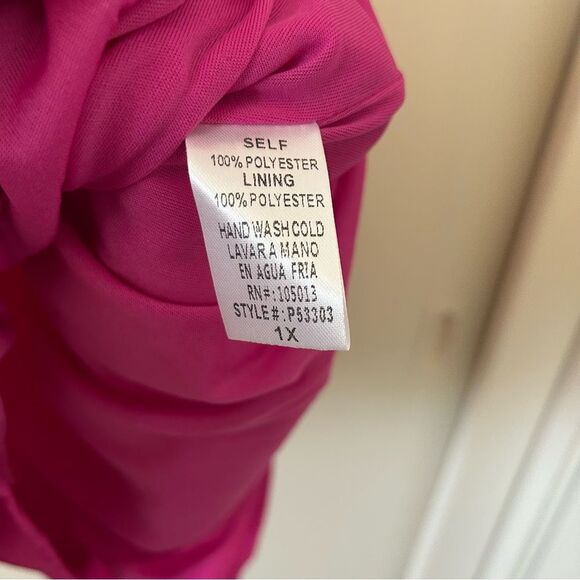 SELF
100% POLYESTER
LINING
100% POLYESTER
HAND WASH COLD
LAVAR A MANO
EN AGUA FRIA
RN#:105013
STYLE#:P53303
1X